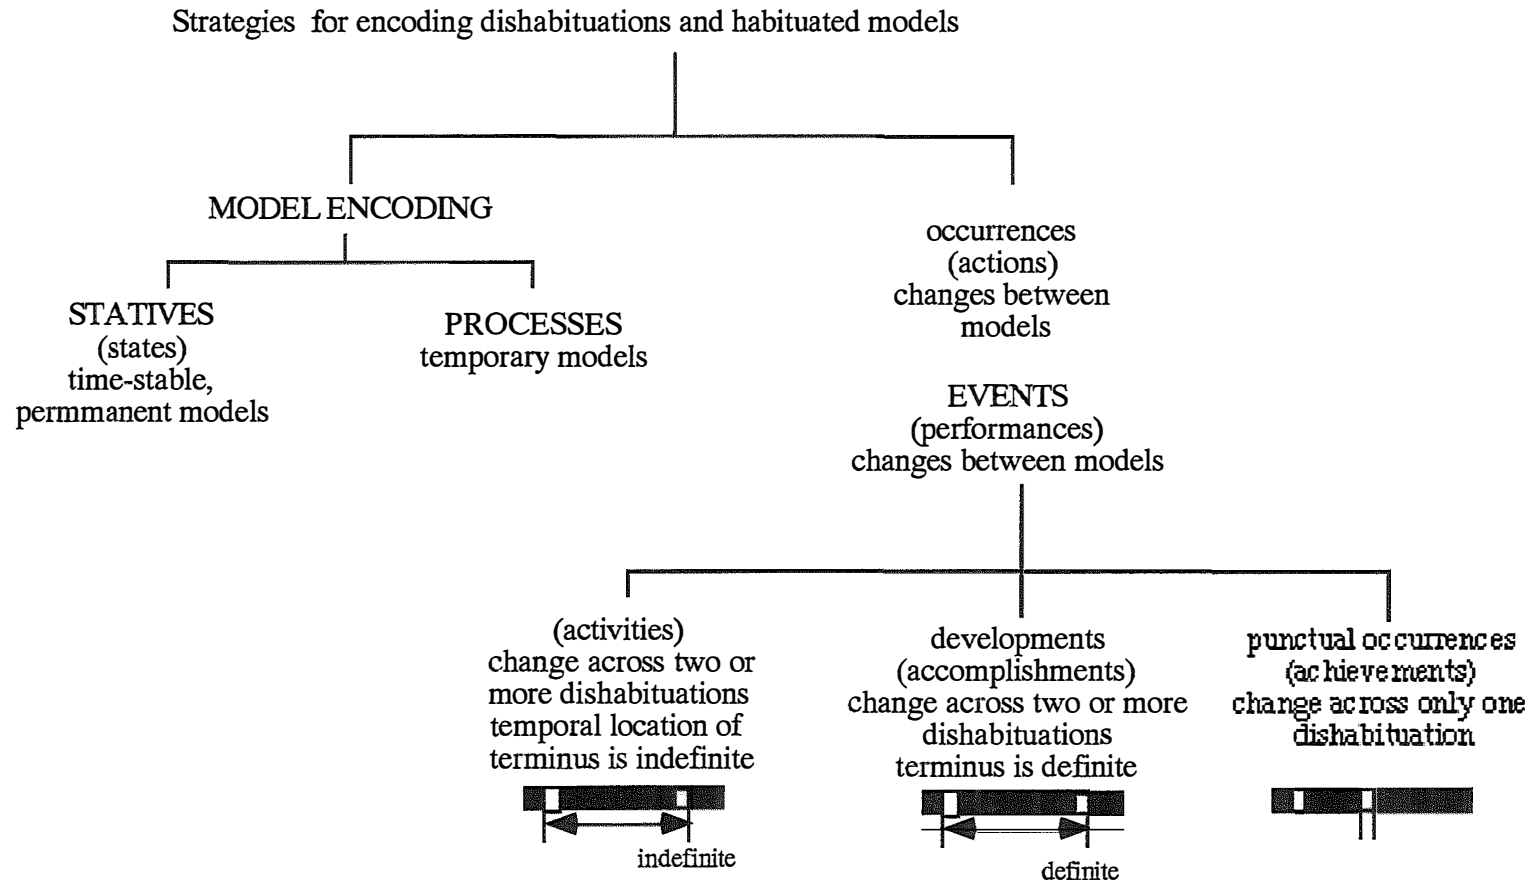 Strategies for encoding dishabituations and habituated models
MODEL ENCODING
STATIVES
(states)
time-stable,
permmanent models
PROCESSES
temporary models
occurrences
(actions)
changes between
models
EVENTS
(performances)
changes between models
(activities)
change across two or
more dishabituations
temporal location of
terminus is indefinite
indefinite
developments
(accomplishments)
change across two or more
dishabituations
terminus is definite
definite
punctual occurrences
(achievements)
change across only one
dishabituation